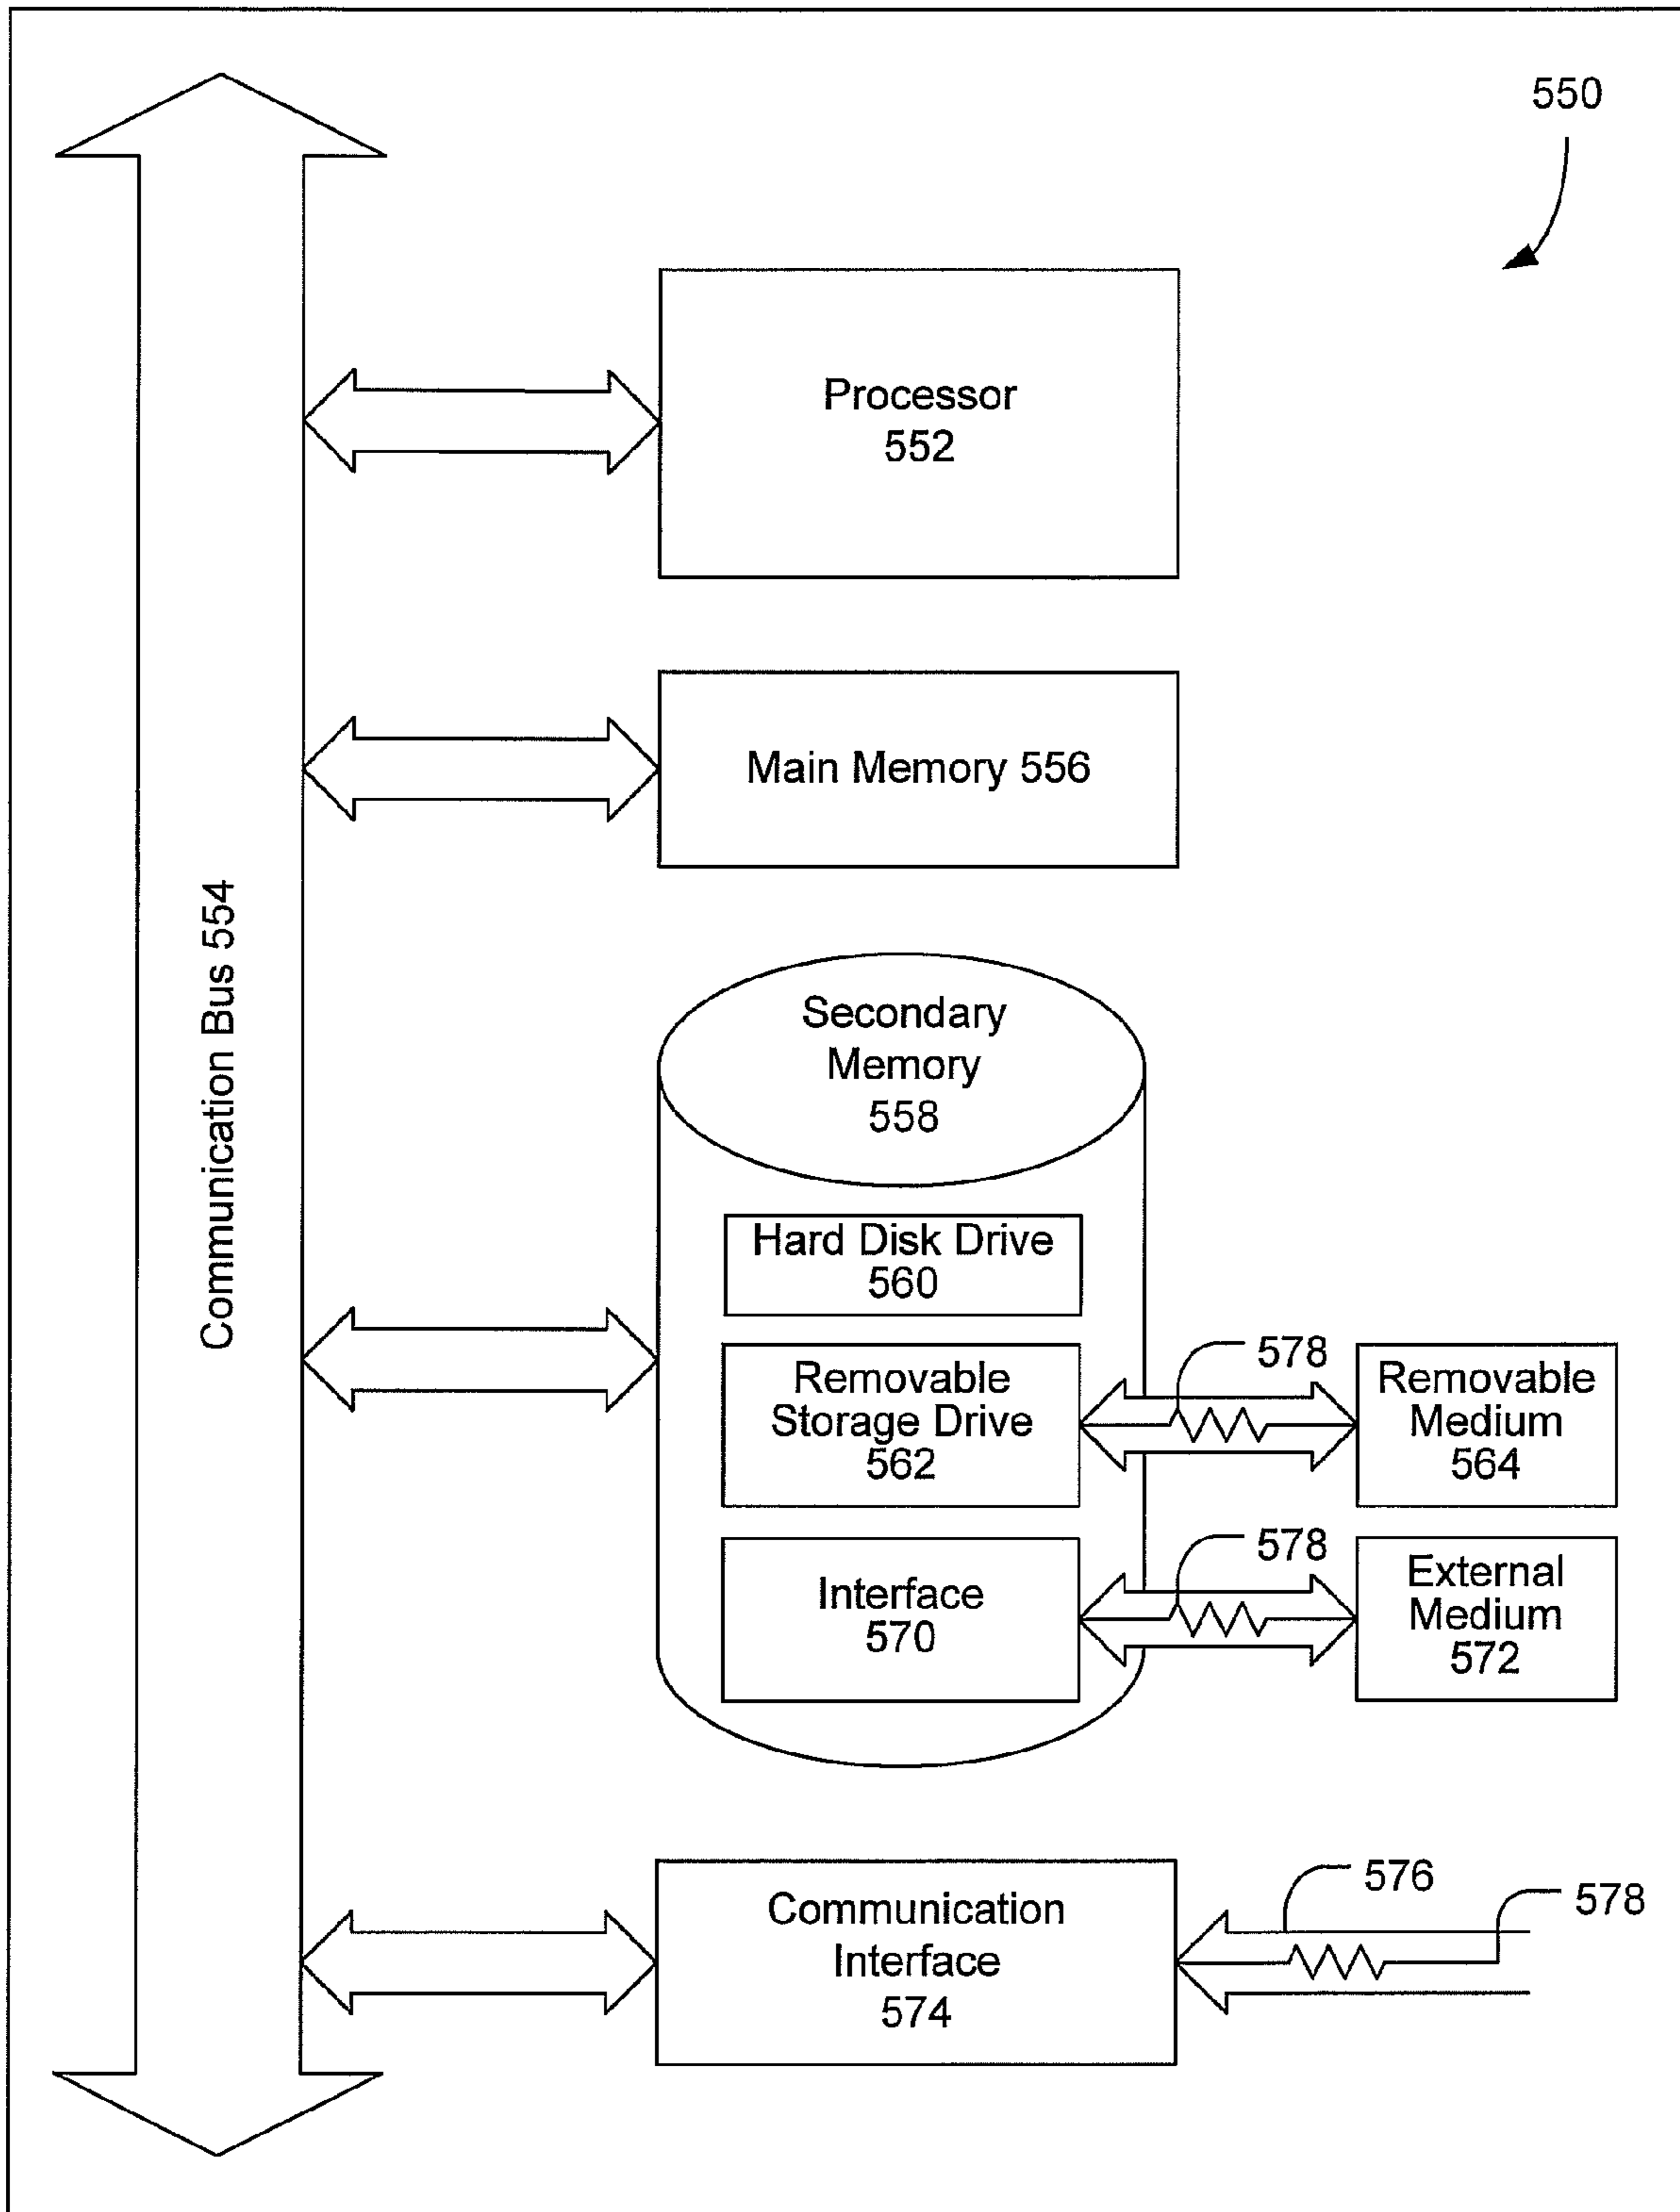 550
Processor
552
Main Memory 556
Communication Bus 554
Secondary
Memory
558
Hard Disk Drive
560
Removable
Storage Drive
562
578
Removable
Medium
564
Interface
570
578
External
Medium
572
Communication
Interface
574
576
578